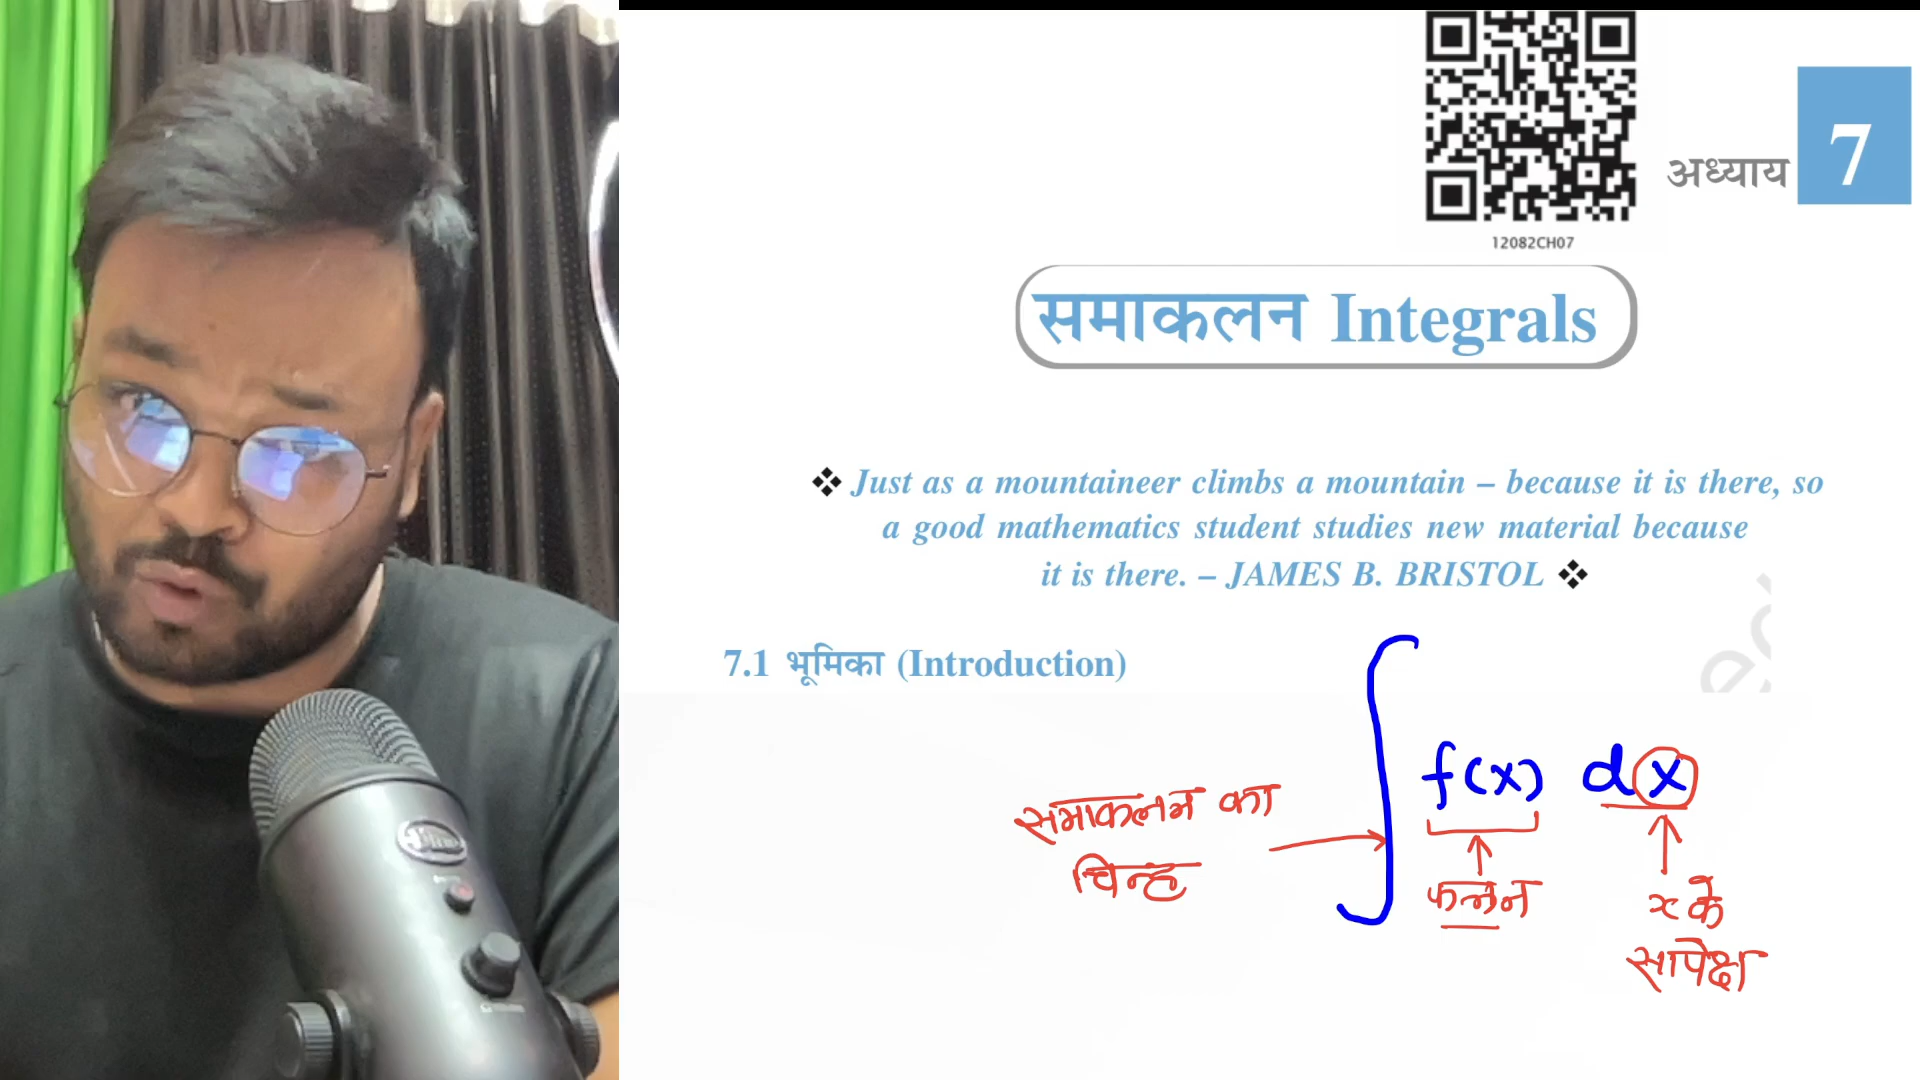 अध्याय 7
12082CH07
समाकलन Integrals
❖ Just as a mountaineer climbs a mountain – because it is there, so
a good mathematics student studies new material because
it is there. – JAMES B. BRISTOL ❖
7.1 भूमिका (Introduction)
∫ f(x) dx
समाकलन का
चिन्ह
फलन
x के
सापेक्ष